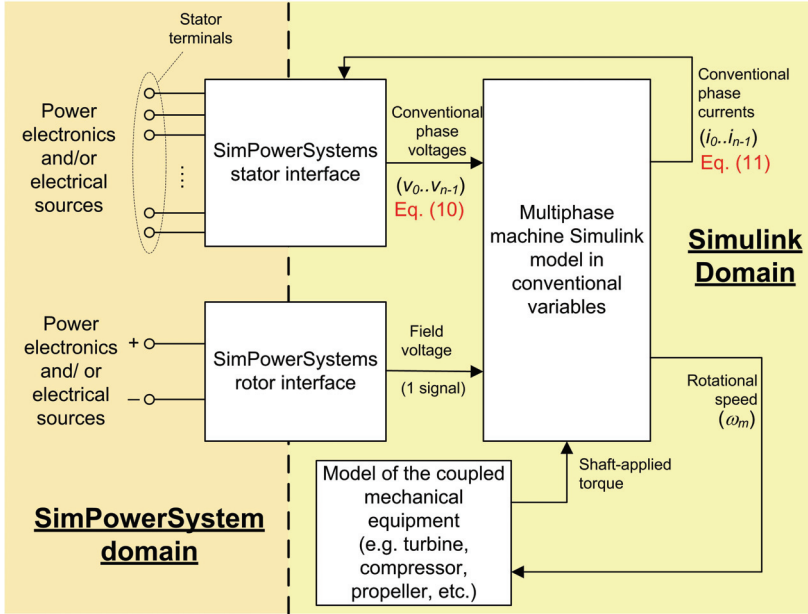 Stator
terminals
Power
electronics
and/or
electrical
sources
....
SimPowerSystems
stator interface
Conventional
phase
voltages
(v0..vn-1)
Eq. (10)
Multiphase
machine Simulink
model in
conventional
variables
Conventional
phase
currents
(i0..in-1)
Eq. (11)
Simulink
Domain
Power
electronics
and/ or
electrical
sources
+
–
SimPowerSystems
rotor interface
Field
voltage
(1 signal)
Rotational
speed
(ωm)
Shaft-applied
torque
Model of the coupled
mechanical
equipment
(e.g. turbine,
compressor,
propeller, etc.)
SimPowerSystem
domain